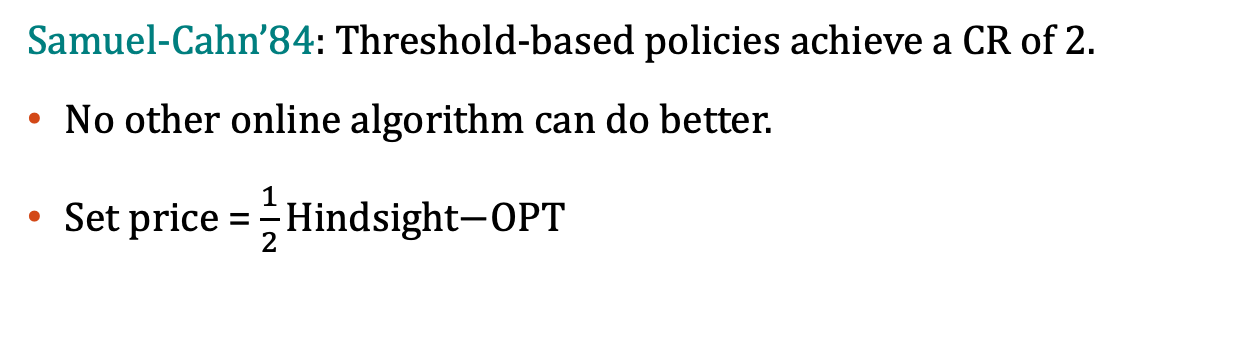 Samuel-Cahn’84: Threshold-based policies achieve a CR of 2.
• No other online algorithm can do better.
• Set price = 1/2 Hindsight−OPT